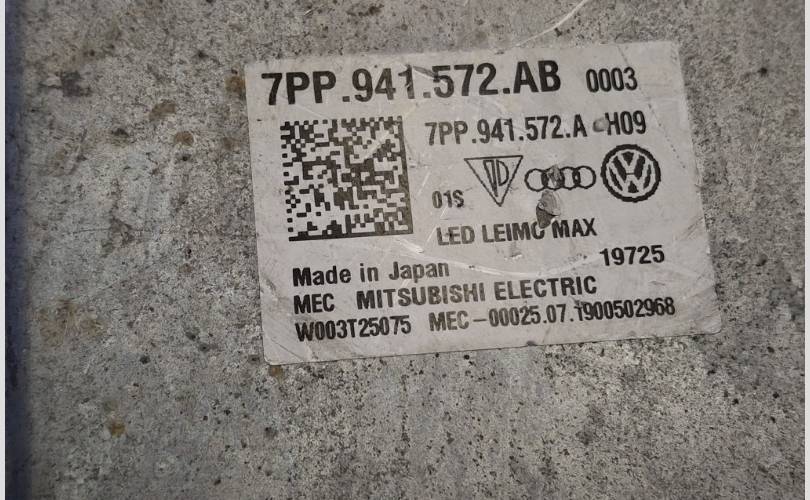 7PP.941.572.AB 0003
7PP.941.572.A H09
01S
LED LEIMO MAX
Made in Japan 19725
MEC MITSUBISHI ELECTRIC
W003T25075 MEC-00025.07.1900502968